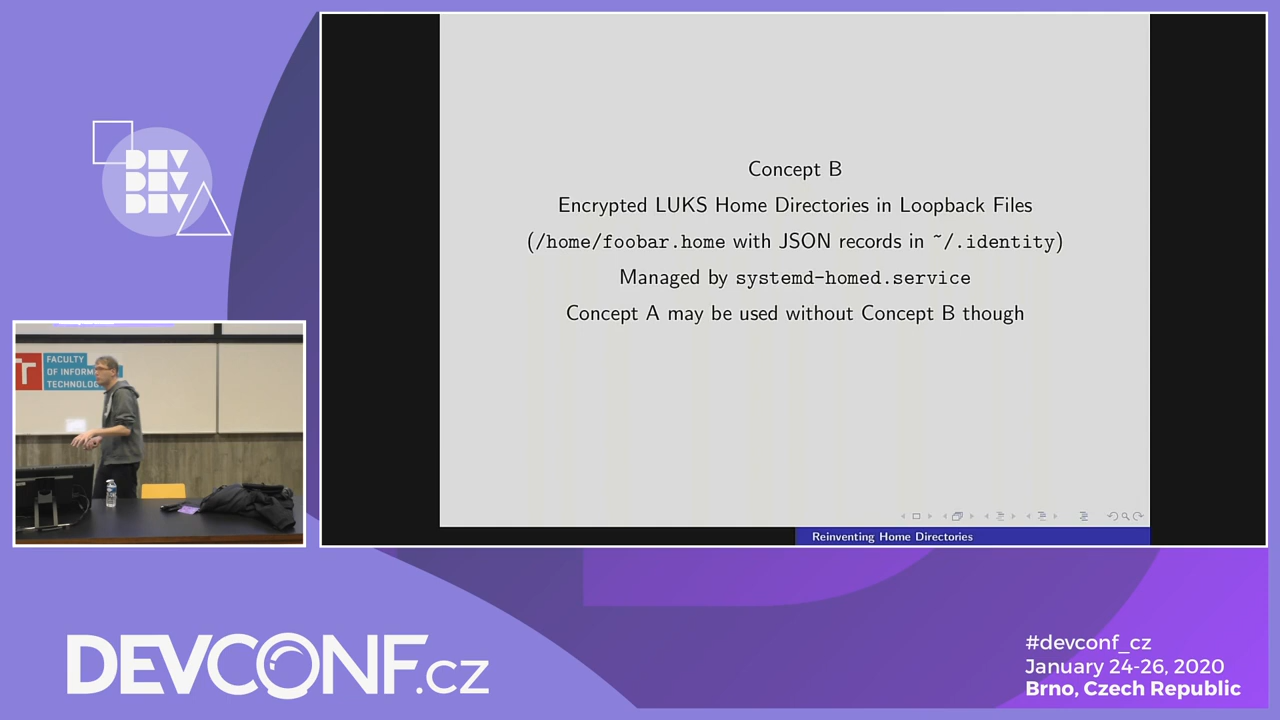 DEV
DEV
DEV
Concept B
Encrypted LUKS Home Directories in Loopback Files
(/home/foobar.home with JSON records in ~/.identity)
Managed by systemd-homed.service
Concept A may be used without Concept B though
Reinventing Home Directories
FACULTY
OF INFORM
TECHNOLOG
DEVCONF.cz
#devconf_cz
January 24-26, 2020
Brno, Czech Republic